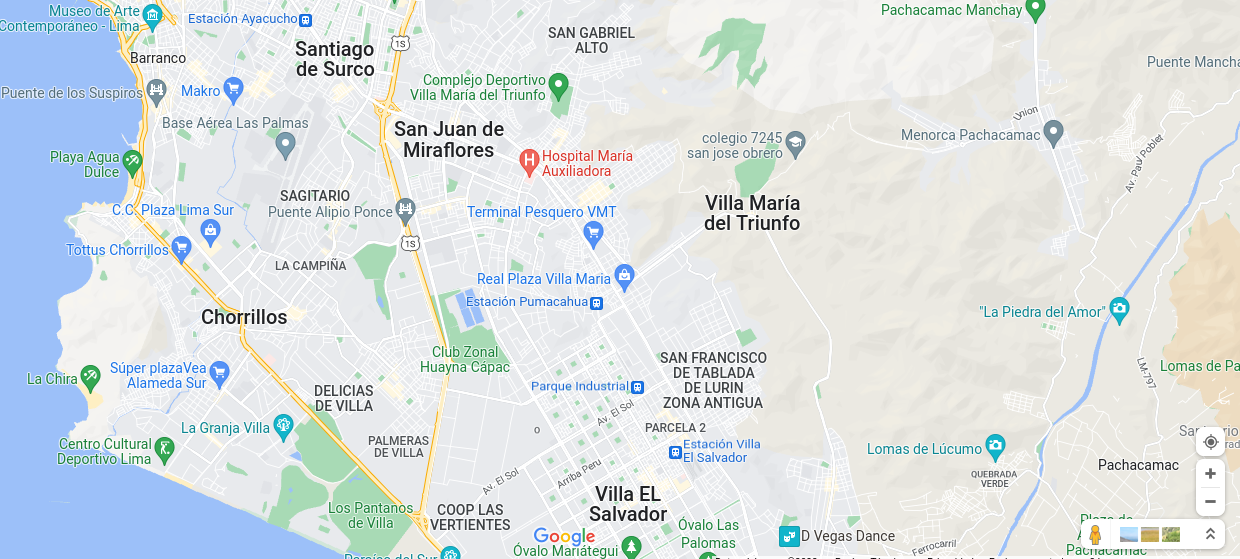 Museo de Arte
Contemporáneo - Lima
Estación Ayacucho
1S
SAN GABRIEL
ALTO
Pachacamac Manchay
Santiago
de Surco
Barranco
Puente de los Suspiros
Makro
Complejo Deportivo
Villa María del Triunfo
Base Aérea Las Palmas
San Juan de
Miraflores
colegio 7245
san jose obrero
Menorca Pachacamac
Union
Av. Paul Poblet
Playa Agua
Dulce
Hospital María
Auxiliadora
SAGITARIO
Puente Alipio Ponce
C.C. Plaza Lima Sur
Terminal Pesquero VMT
Villa María
del Triunfo
Tottus Chorrillos
1S
LA CAMPIÑA
Real Plaza Villa Maria
Estación Pumacahua
Chorrillos
"La Piedra del Amor"
Club Zonal
Huayna Cápac
SAN FRANCISCO
DE TABLADA
DE LURIN
ZONA ANTIGUA
La Chira
Súper plazaVea
Alameda Sur
DELICIAS
DE VILLA
Parque Industrial
Av. El Sol
LM-797
Lomas de Pa
La Granja Villa
PALMERAS
DE VILLA
o
PARCELA 2
Centro Cultural
Deportivo Lima
Estación Villa
El Salvador
Lomas de Lúcumo
QUEBRADA
VERDE
Pachacamac
Av. El Sol
Arriba Peru
Villa EL
Salvador
COOP LAS
VERTIENTES
Los Pantanos
de Villa
Google
Óvalo Mariátegui
Óvalo Las
Palomas
D Vegas Dance
Ferrocarril
Plaza de
Pachacamac
Paraíso del Sur